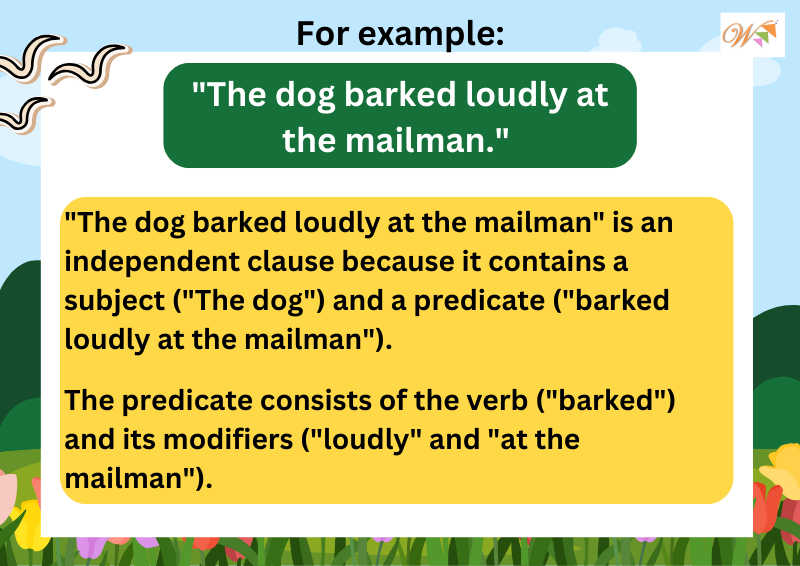 For example:
"The dog barked loudly at
the mailman."
"The dog barked loudly at the mailman" is an
independent clause because it contains a
subject ("The dog") and a predicate ("barked
loudly at the mailman").
The predicate consists of the verb ("barked")
and its modifiers ("loudly" and "at the
mailman").